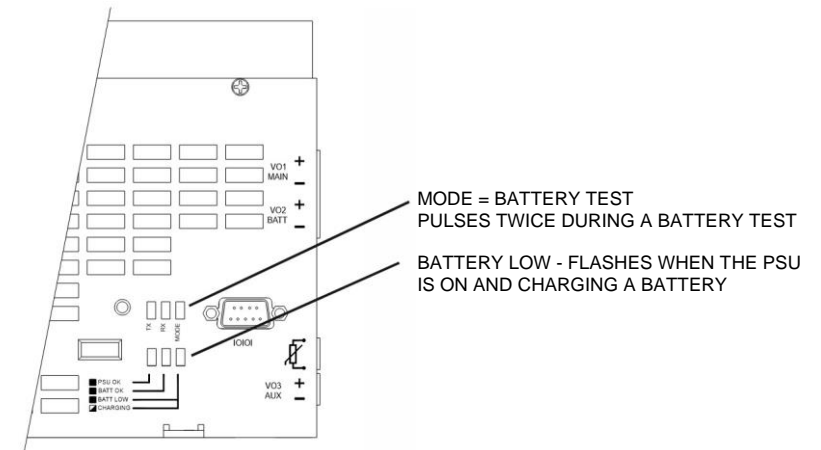 VO1 +
MAIN −
VO2 +
BATT −
MODE = BATTERY TEST
PULSES TWICE DURING A BATTERY TEST
BATTERY LOW - FLASHES WHEN THE PSU
IS ON AND CHARGING A BATTERY
TX RX MODE
IOIOI
PSU OK
BATT OK
BATT LOW
CHARGING
VO3 +
AUX −